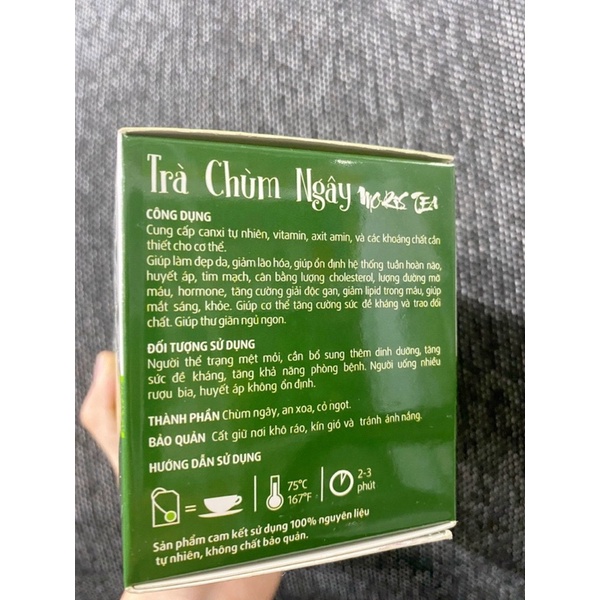 Trà Chùm Ngây MORIS TEA
CÔNG DỤNG
Cung cấp canxi tự nhiên, vitamin, axit amin, và các khoáng chất cần
thiết cho cơ thể.
Giúp làm đẹp da, giảm lão hóa, giúp ổn định hệ thống tuần hoàn não,
huyết áp, tim mạch, cân bằng lượng cholesterol, lượng đường mỡ
máu, hormone, tăng cường giải độc gan, giảm lipid trong máu, giúp
mắt sáng, khỏe. Giúp cơ thể tăng cường sức đề kháng và trao đổi
chất. Giúp thư giãn ngủ ngon.
ĐỐI TƯỢNG SỬ DỤNG
Người thể trạng mệt mỏi, cần bổ sung thêm dinh dưỡng, tăng
sức đề kháng, tăng khả năng phòng bệnh. Người uống nhiều
rượu bia, huyết áp không ổn định.
THÀNH PHẦN Chùm ngây, an xoa, cỏ ngọt.
BẢO QUẢN Cất giữ nơi khô ráo, kín gió và tránh ánh nắng.
HƯỚNG DẪN SỬ DỤNG
=
75°C
167°F
2-3
phút
Sản phẩm cam kết sử dụng 100% nguyên liệu
tự nhiên, không chất bảo quản.